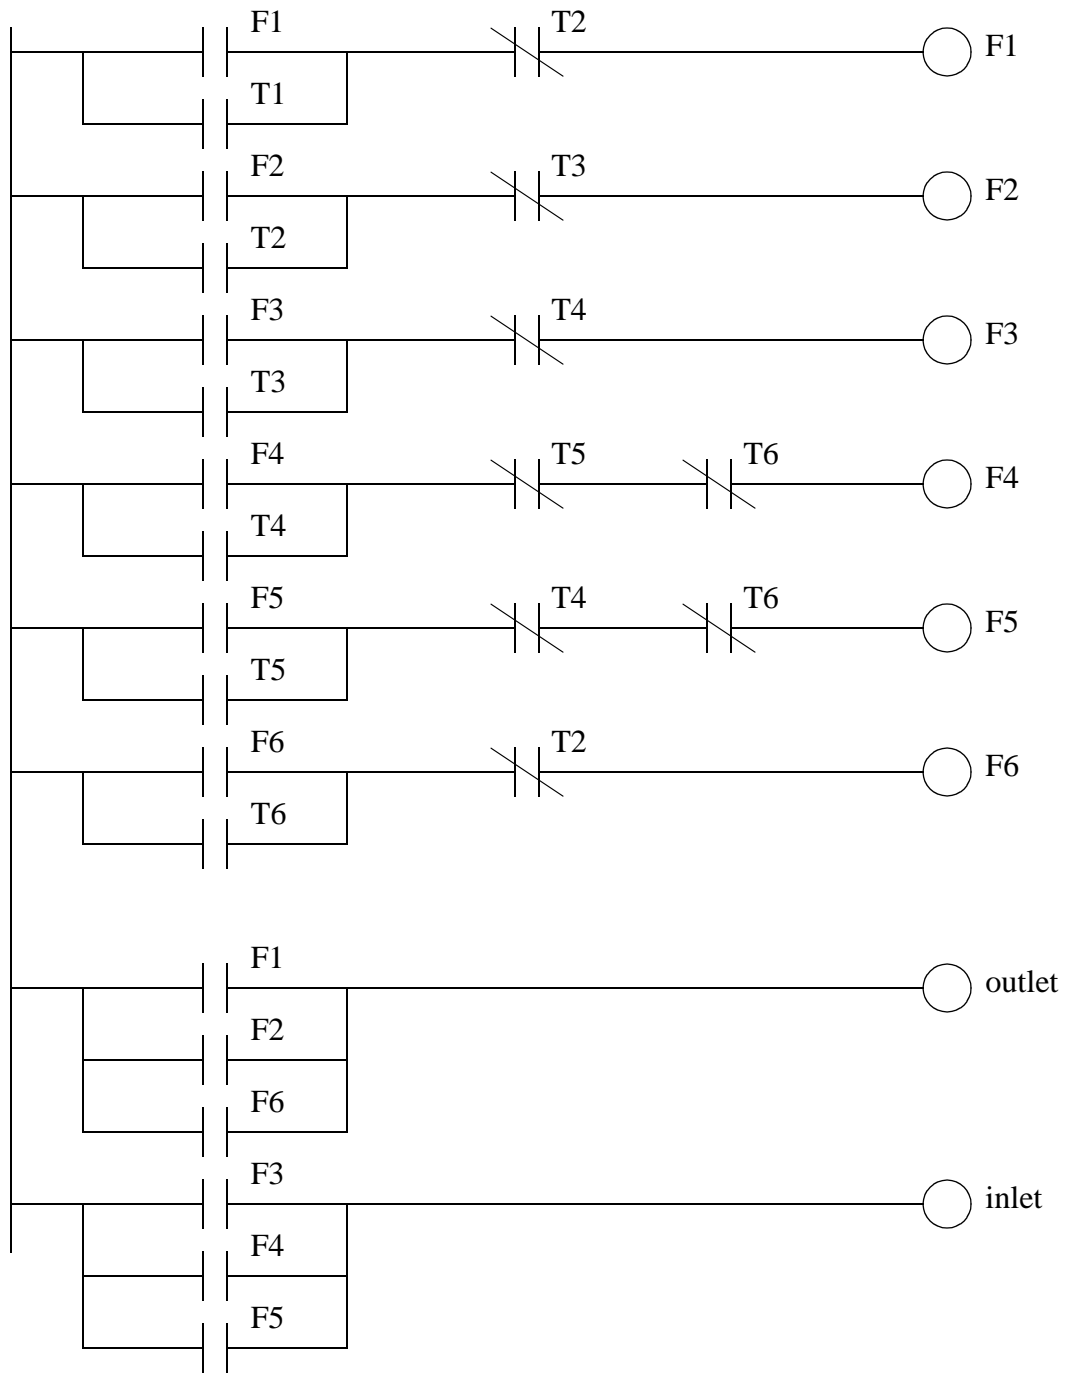 F1 T2 F1
T1
F2 T3 F2
T2
F3 T4 F3
T3
F4 T5 T6 F4
T4
F5 T4 T6 F5
T5
F6 T2 F6
T6
F1 outlet
F2
F6
F3 inlet
F4
F5